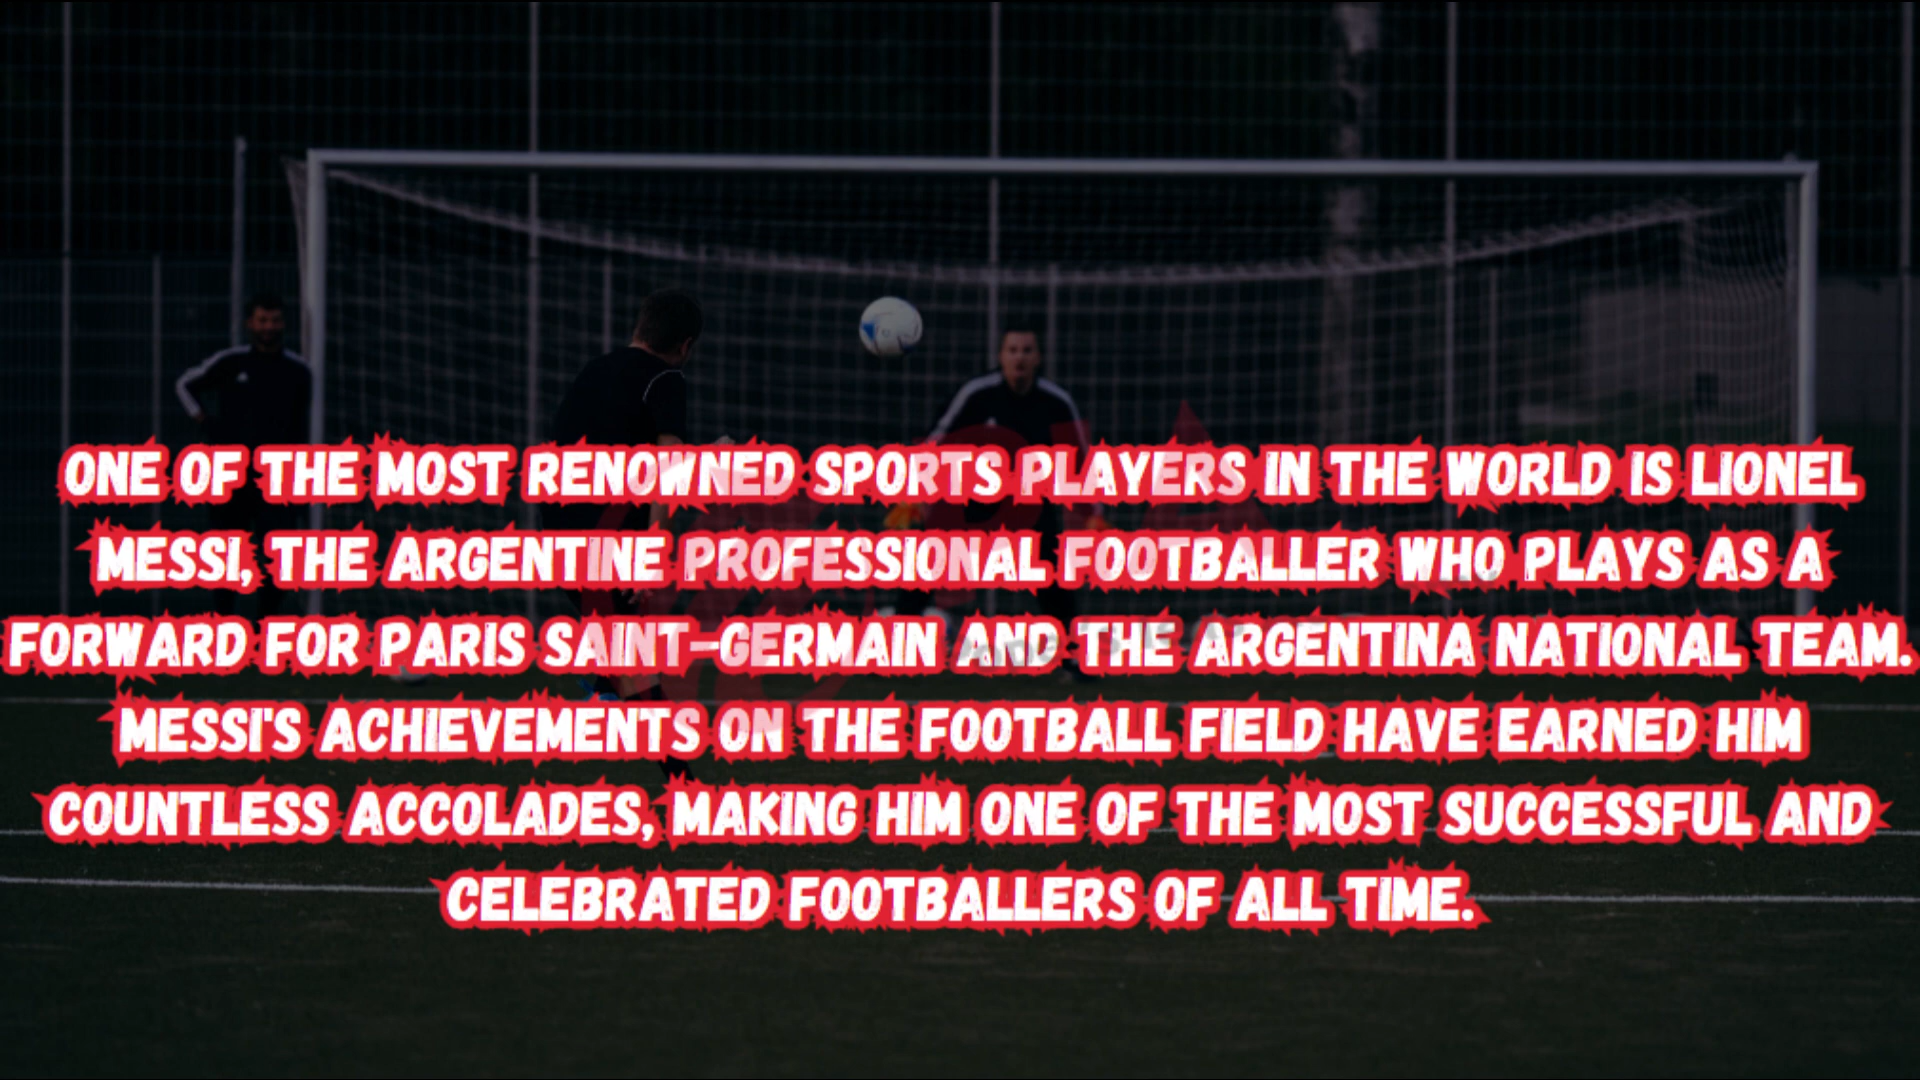 ONE OF THE MOST RENOWNED SPORTS PLAYERS IN THE WORLD IS LIONEL
MESSI, THE ARGENTINE PROFESSIONAL FOOTBALLER WHO PLAYS AS A
FORWARD FOR PARIS SAINT-GERMAIN AND THE ARGENTINA NATIONAL TEAM.
MESSI'S ACHIEVEMENTS ON THE FOOTBALL FIELD HAVE EARNED HIM
COUNTLESS ACCOLADES, MAKING HIM ONE OF THE MOST SUCCESSFUL AND
CELEBRATED FOOTBALLERS OF ALL TIME.